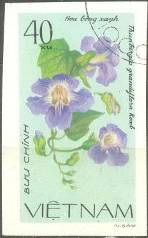 40
XU
Hoa bông xanh
Thunbergia grandiflora Roxb
BƯU CHÍNH
VIỆTNAM